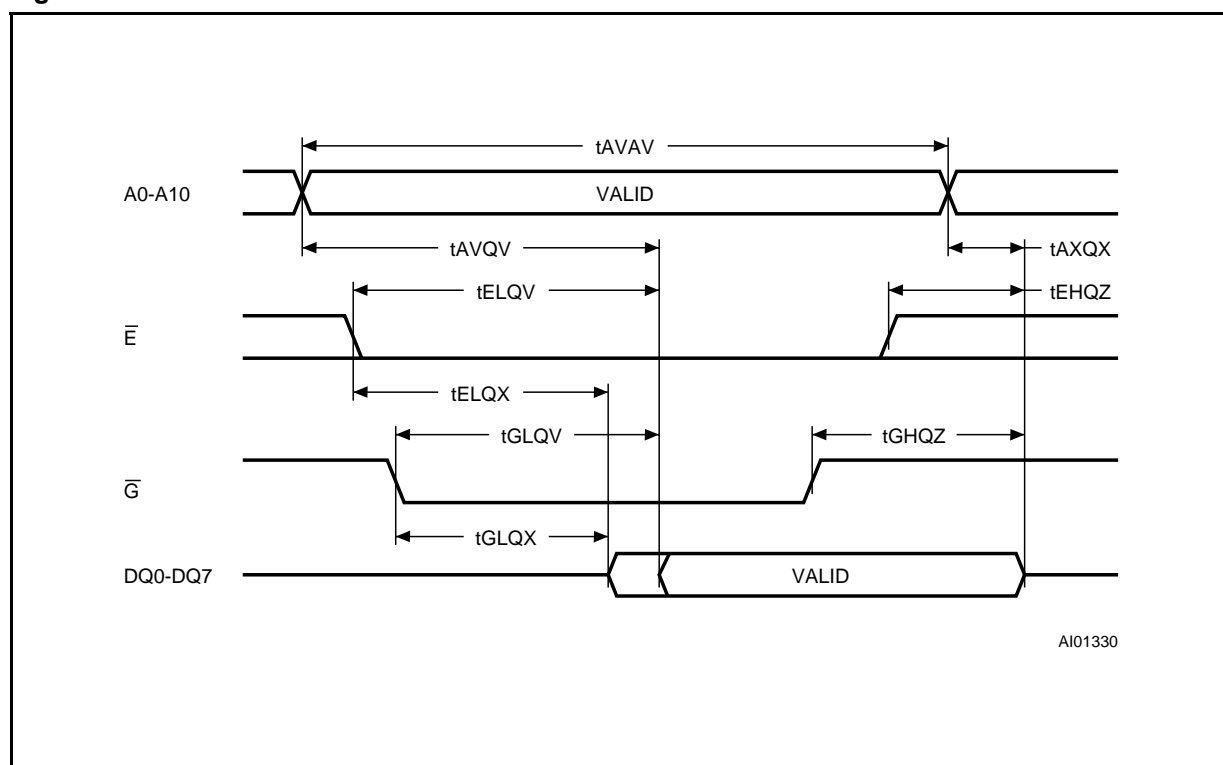 tAVAV
A0-A10
VALID
tAVQV
tAXQX
tELQV
tEHQZ
E̅
tELQX
tGLQV
tGHQZ
G̅
tGLQX
DQ0-DQ7
VALID
AI01330